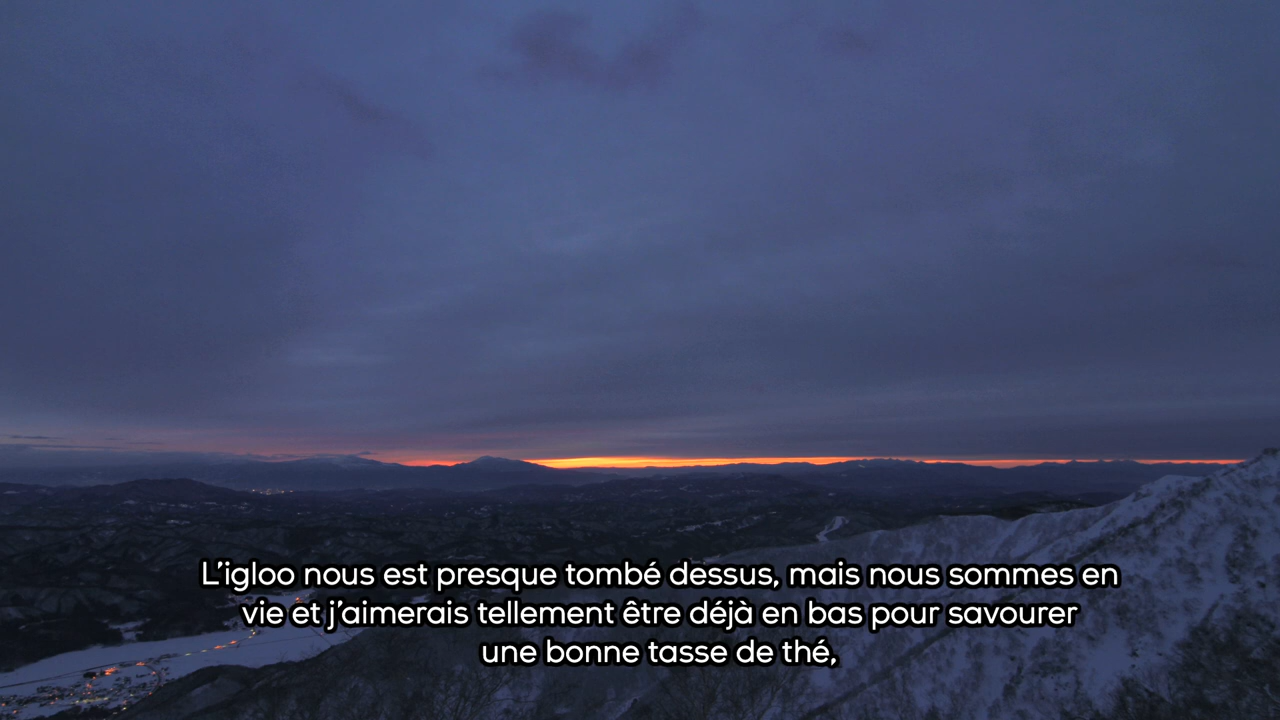 L'igloo nous est presque tombé dessus, mais nous sommes en
vie et j'aimerais tellement être déjà en bas pour savourer
une bonne tasse de thé,